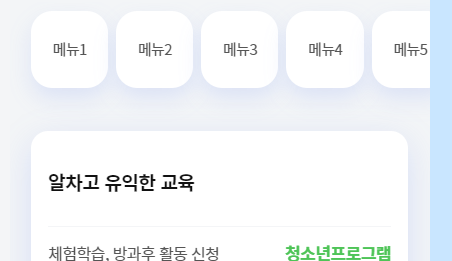 메뉴1 메뉴2 메뉴3 메뉴4 메뉴5
알차고 유익한 교육
체험학습, 방과후 활동 신청 청소년프로그램